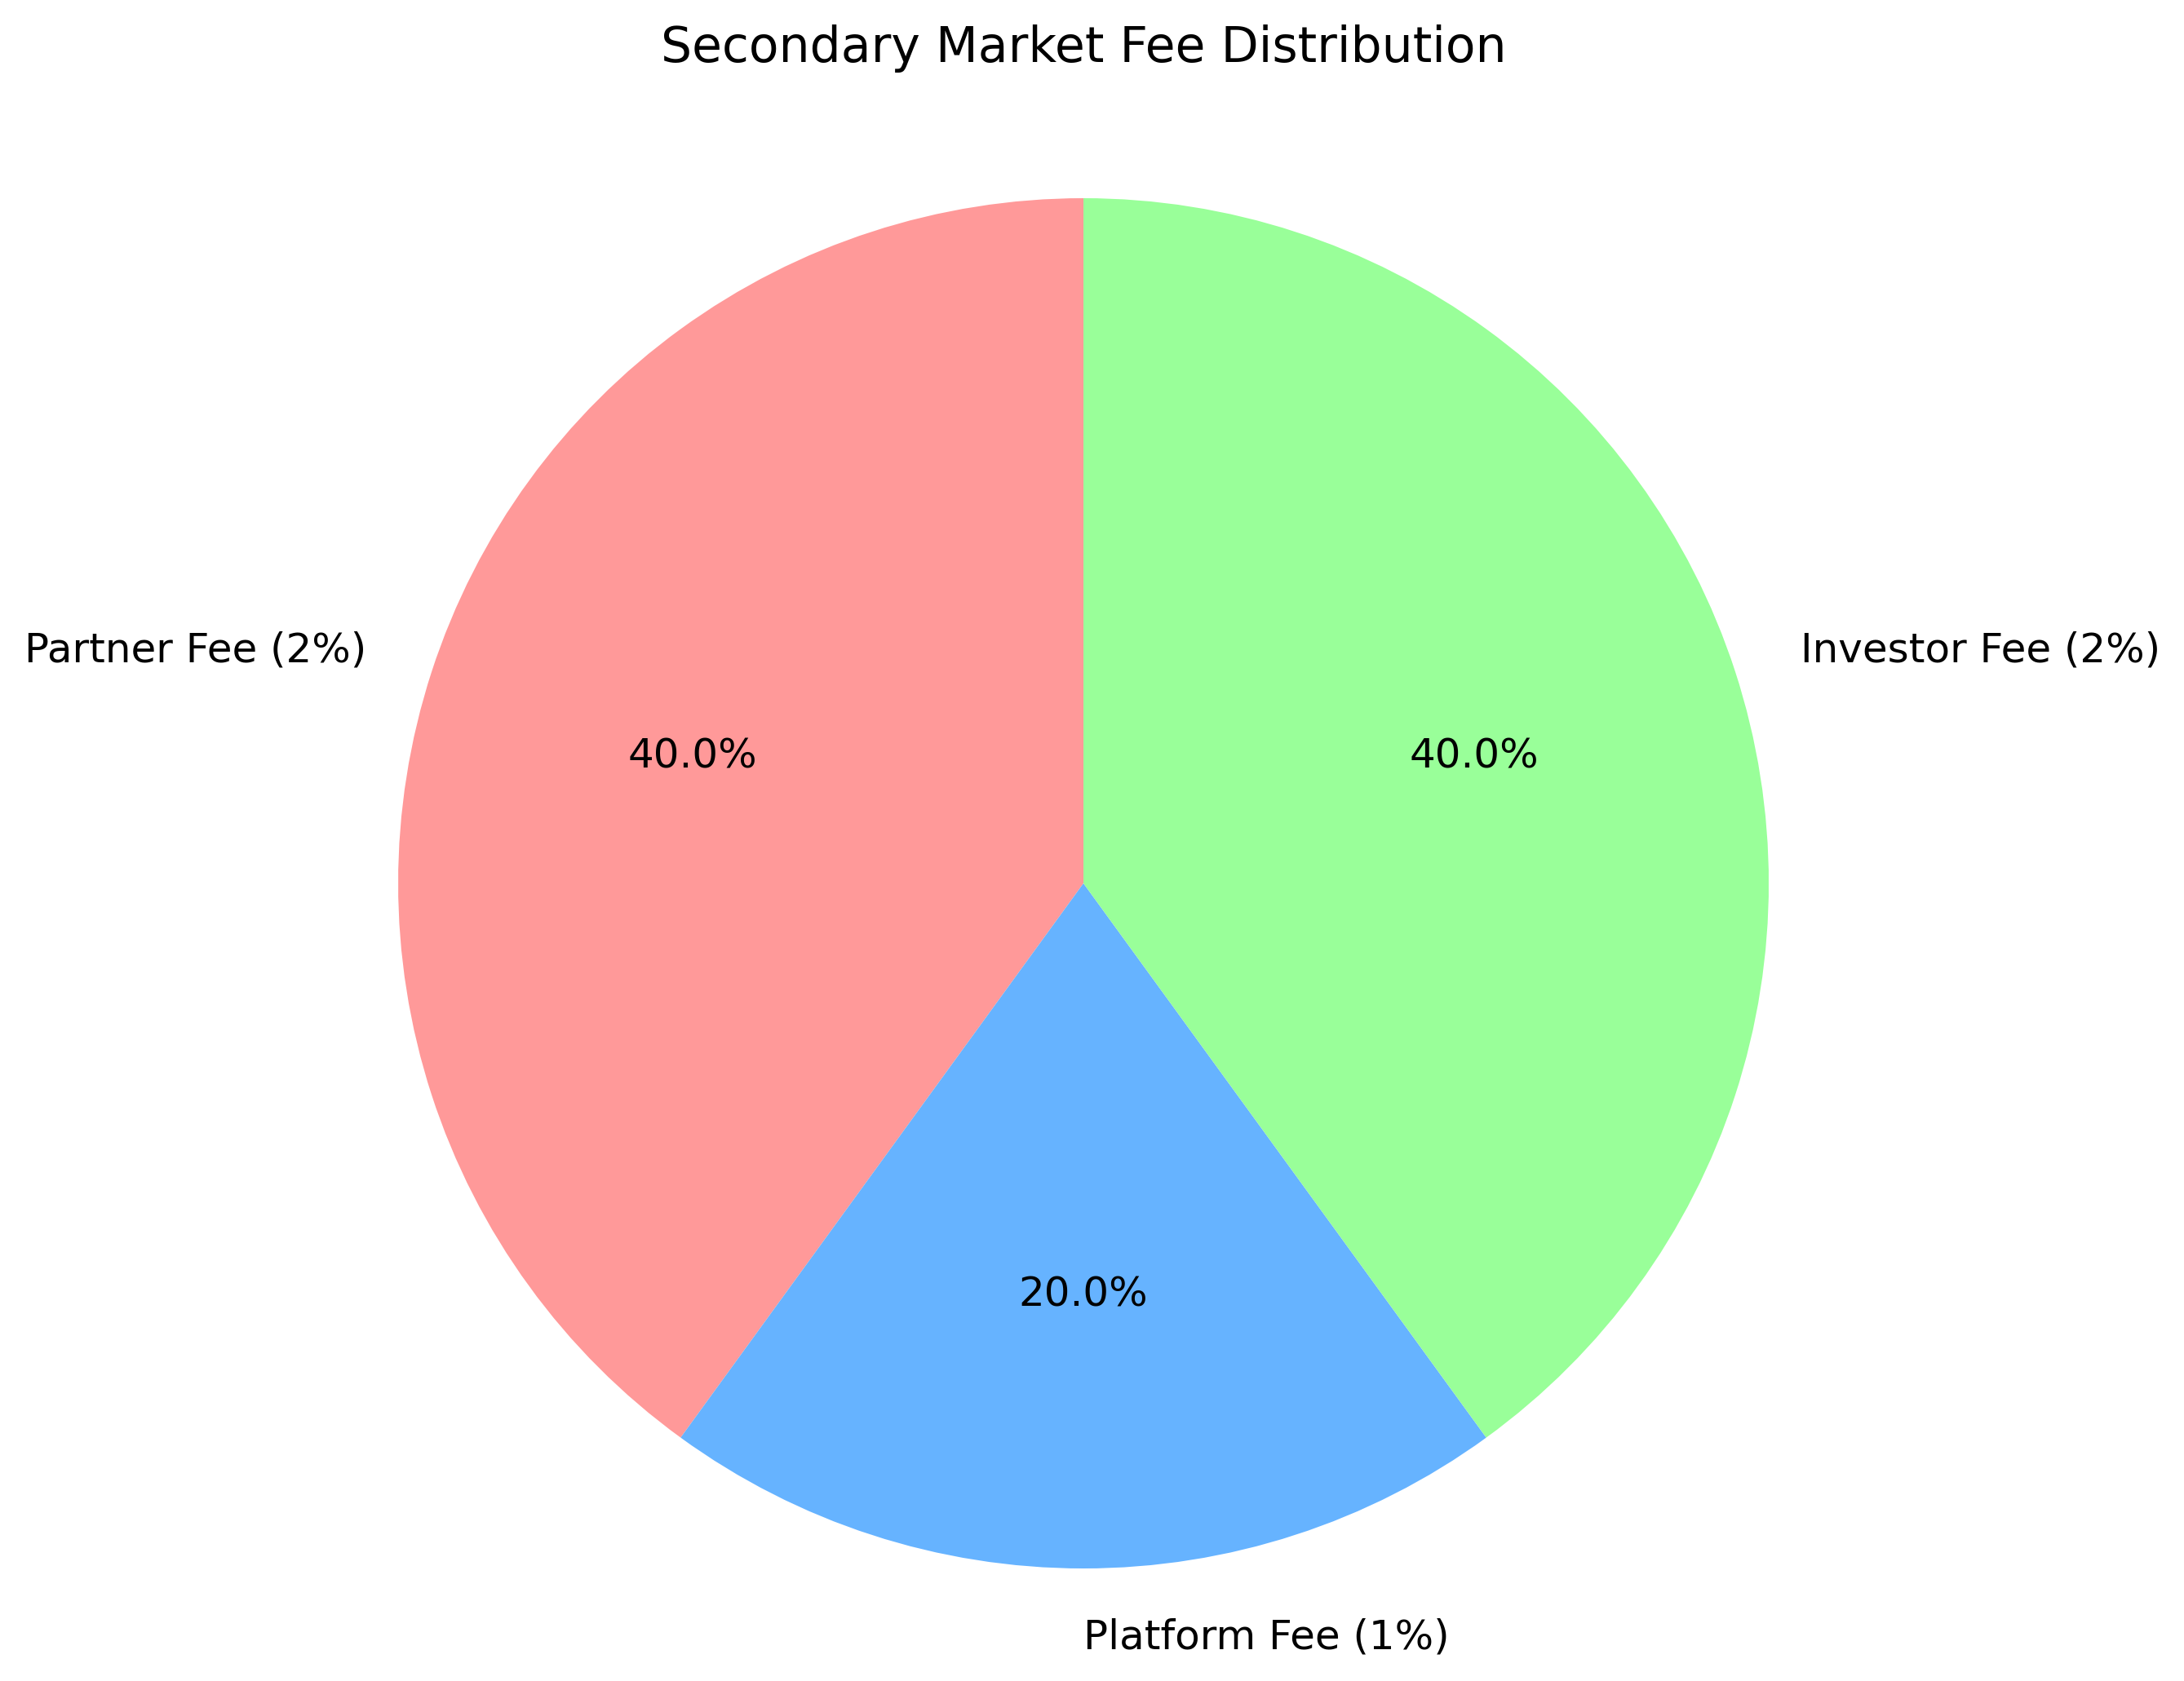 Secondary Market Fee Distribution
Partner Fee (2%)
Investor Fee (2%)
40.0%
40.0%
20.0%
Platform Fee (1%)